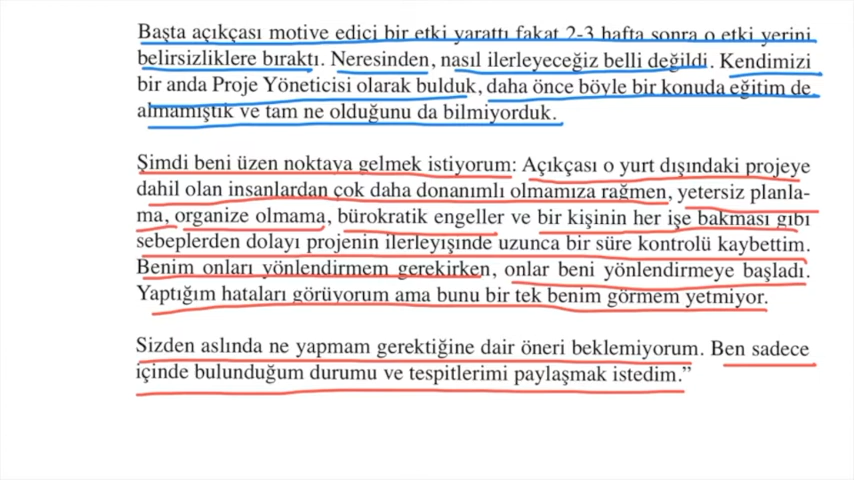 Başta açıkçası motive edici bir etki yarattı fakat 2-3 hafta sonra o etki yerini
belirsizliklere bıraktı. Neresinden, nasıl ilerleyeceğiz belli değildi. Kendimizi
bir anda Proje Yöneticisi olarak bulduk, daha önce böyle bir konuda eğitim de
almamıştık ve tam ne olduğunu da bilmiyorduk.
Şimdi beni üzen noktaya gelmek istiyorum: Açıkçası o yurt dışındaki projeye
dahil olan insanlardan çok daha donanımlı olmamıza rağmen, yetersiz planla-
ma, organize olmama, bürokratik engeller ve bir kişinin her işe bakması gibi
sebeplerden dolayı projenin ilerleyişinde uzunca bir süre kontrolü kaybettim.
Benim onları yönlendirmem gerekirken, onlar beni yönlendirmeye başladı.
Yaptığım hataları görüyorum ama bunu bir tek benim görmem yetmiyor.
Sizden aslında ne yapmam gerektiğine dair öneri beklemiyorum. Ben sadece
içinde bulunduğum durumu ve tespitlerimi paylaşmak istedim.”